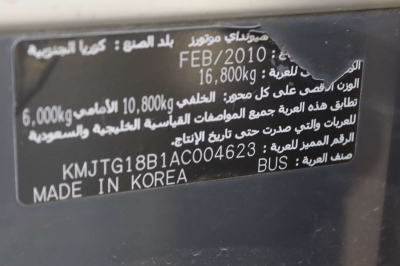 هيونداي موتورز بلد الصنع : كوريا الجنوبية
FEB/2010
للعربة : 16,800kg
الوزن الأقصى على كل محور: الخلفي 10,800kg الأمامي 6,000kg
تطابق هذه العربة جميع المواصفات القياسية الخليجية والسعودية
للعربات والتي صدرت حتى تاريخ الإنتاج.
الرقم المميز للعربة : KMJTG18B1AC004623
صنف العربة : BUS
MADE IN KOREA